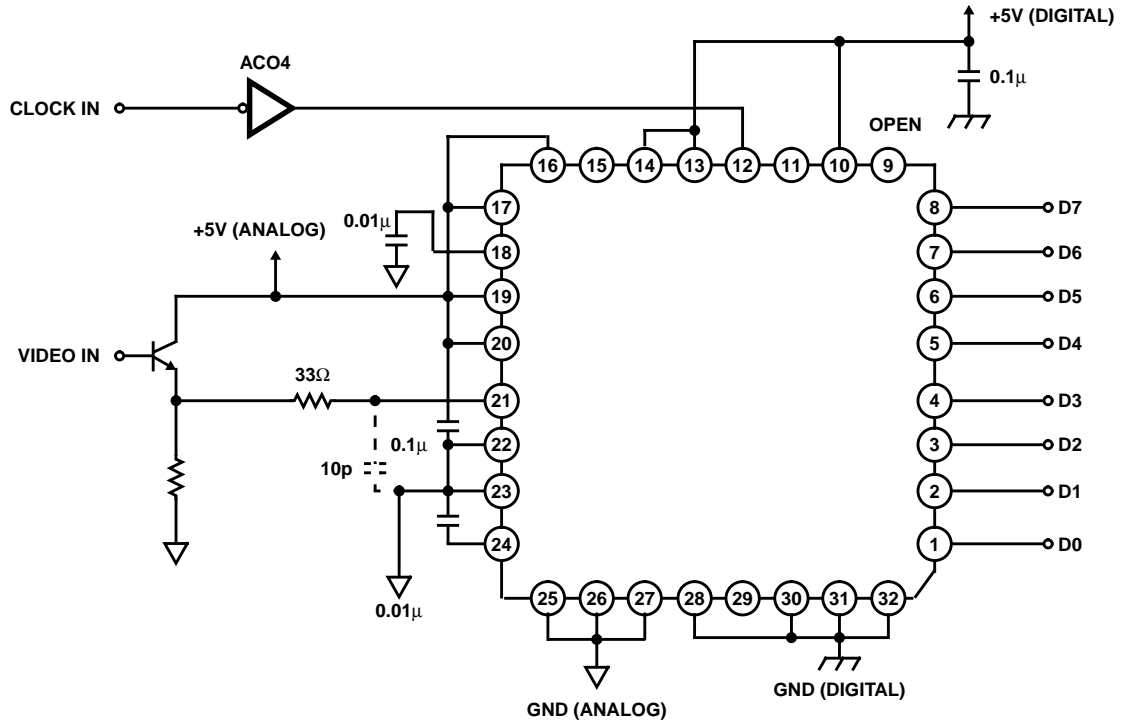 +5V (DIGITAL)
ACO4
0.1μ
CLOCK IN
OPEN
16 15 14 13 12 11 10 9
17 8 D7
0.01μ
+5V (ANALOG)
18 7 D6
19 6 D5
20 5 D4
VIDEO IN
33Ω
21 4 D3
0.1μ
22 3 D2
10p
23 2 D1
24 1 D0
25 26 27 28 29 30 31 32
0.01μ
GND (ANALOG)
GND (DIGITAL)